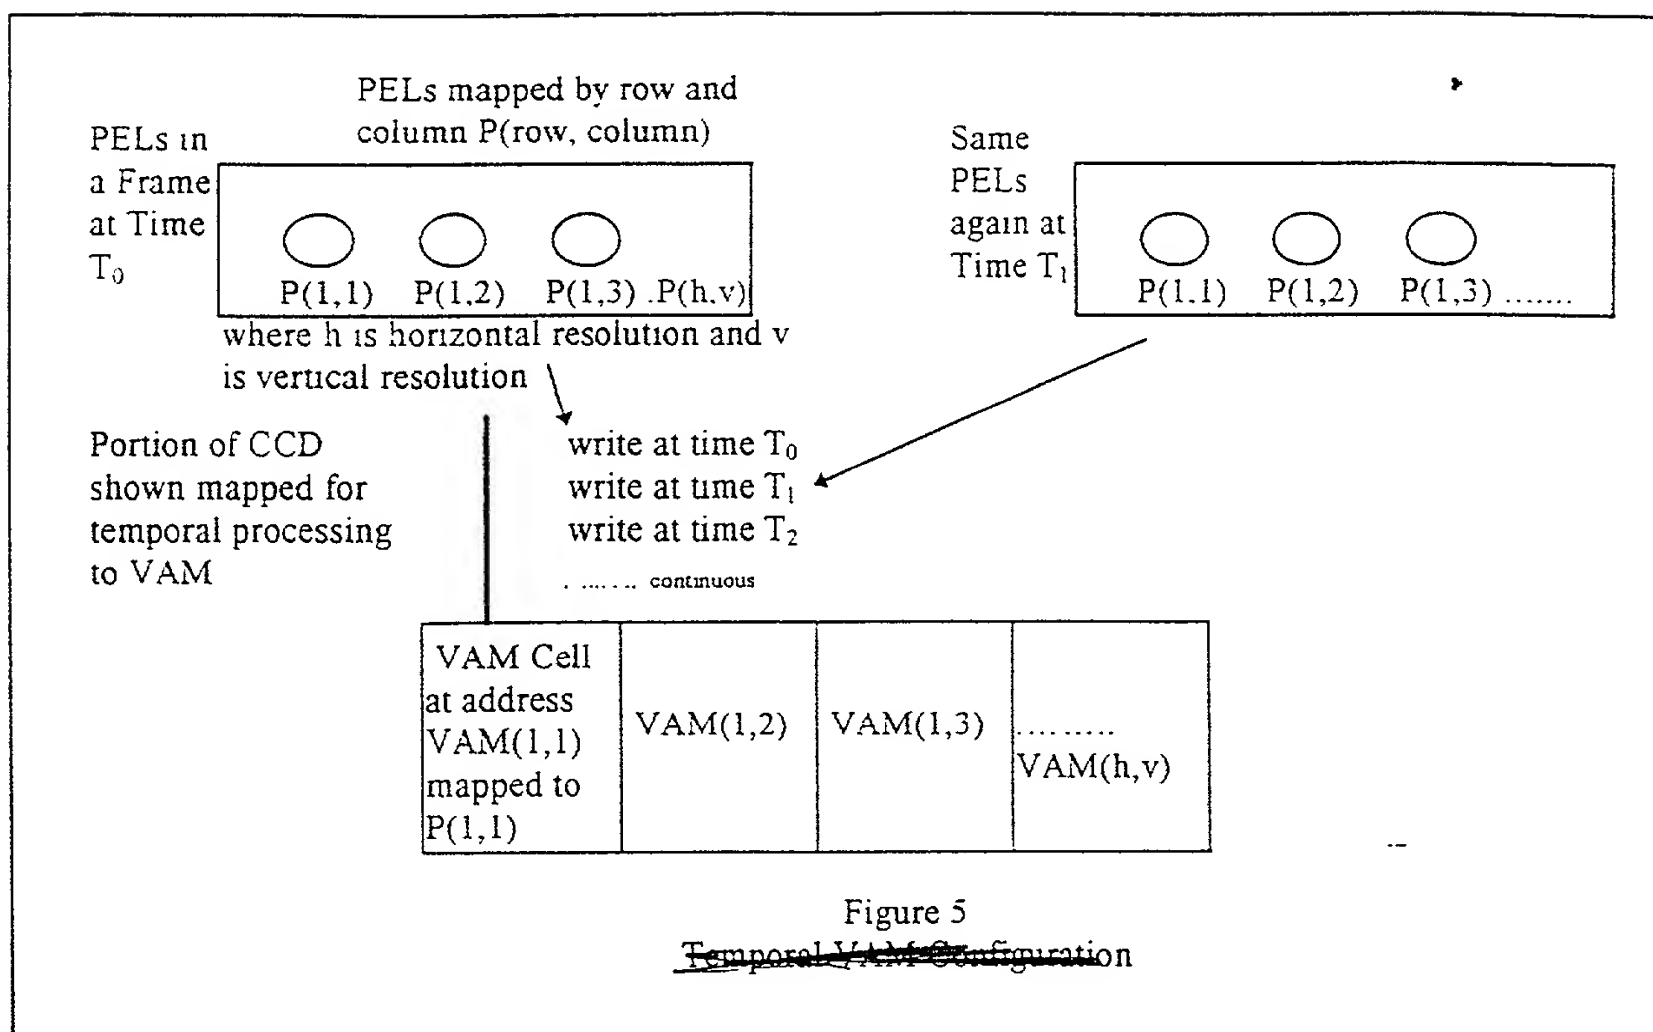 PELs mapped by row and
column P(row, column)
PELs in
a Frame
at Time
T₀
P(1,1) P(1,2) P(1,3) .P(h,v)
where h is horizontal resolution and v
is vertical resolution
Same
PELs
again at
Time T₁
P(1,1) P(1,2) P(1,3) .......
Portion of CCD
shown mapped for
temporal processing
to VAM
write at time T₀
write at time T₁
write at time T₂
. ....... continuous
VAM Cell
at address
VAM(1,1)
mapped to
P(1,1)
VAM(1,2)
VAM(1,3)
.........
VAM(h,v)
Figure 5
Temporal VAM Configuration